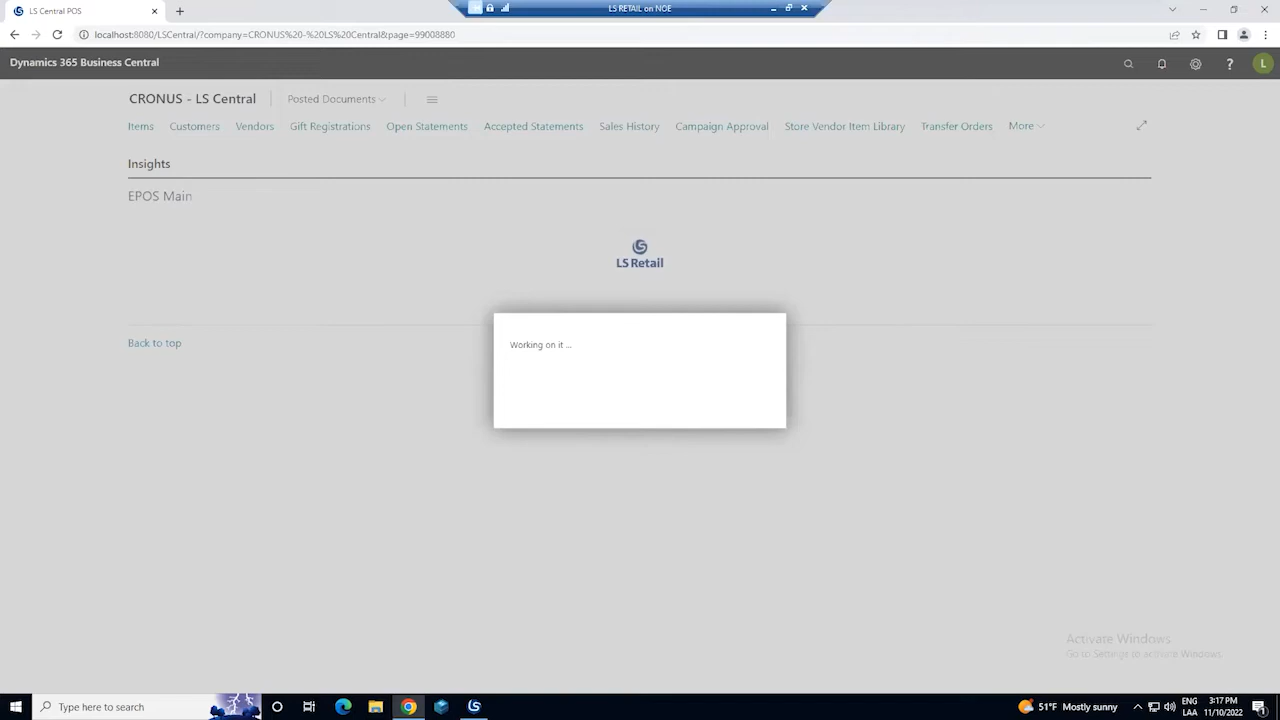 LS Central POS
LS RETAIL on NOE
localhost:8080/LSCentral/?company=CRONUS%20-%20LS%20Central&page=99008880
Dynamics 365 Business Central
L
CRONUS - LS Central
Posted Documents
Items
Customers
Vendors
Gift Registrations
Open Statements
Accepted Statements
Sales History
Campaign Approval
Store Vendor Item Library
Transfer Orders
More
Insights
EPOS Main
LS Retail
Working on it ...
Back to top
Activate Windows
Go to Settings to activate Windows.
Type here to search
51°F Mostly sunny
ENG
LAA
3:17 PM
11/10/2022